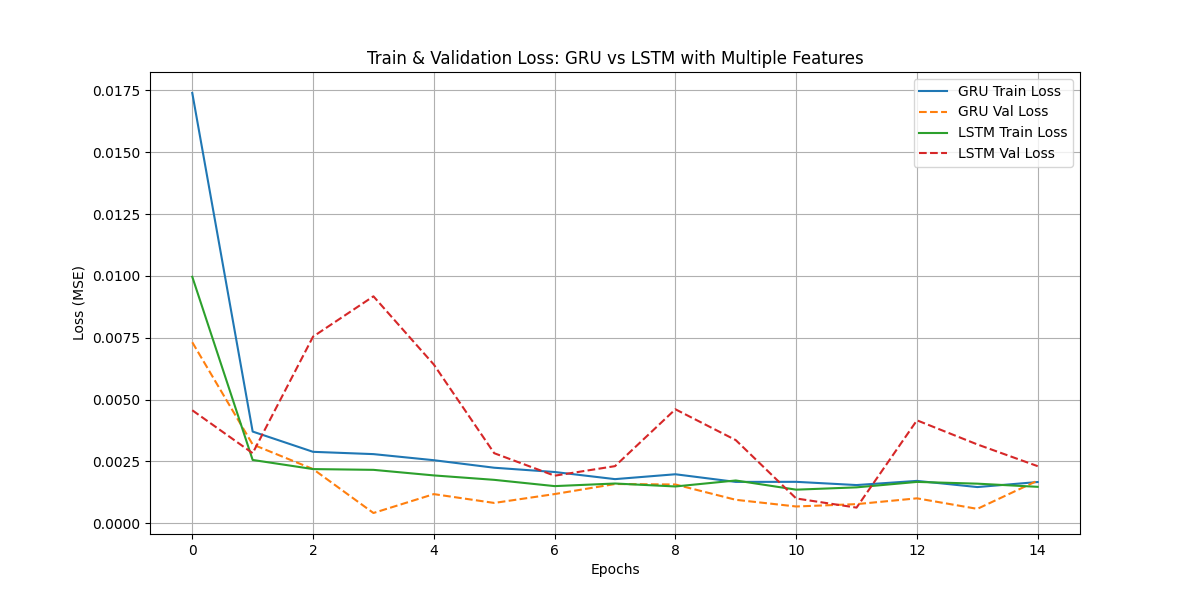 Train & Validation Loss: GRU vs LSTM with Multiple Features
GRU Train Loss
GRU Val Loss
LSTM Train Loss
LSTM Val Loss
Loss (MSE)
0.0175
0.0150
0.0125
0.0100
0.0075
0.0050
0.0025
0.0000
0 2 4 6 8 10 12 14
Epochs